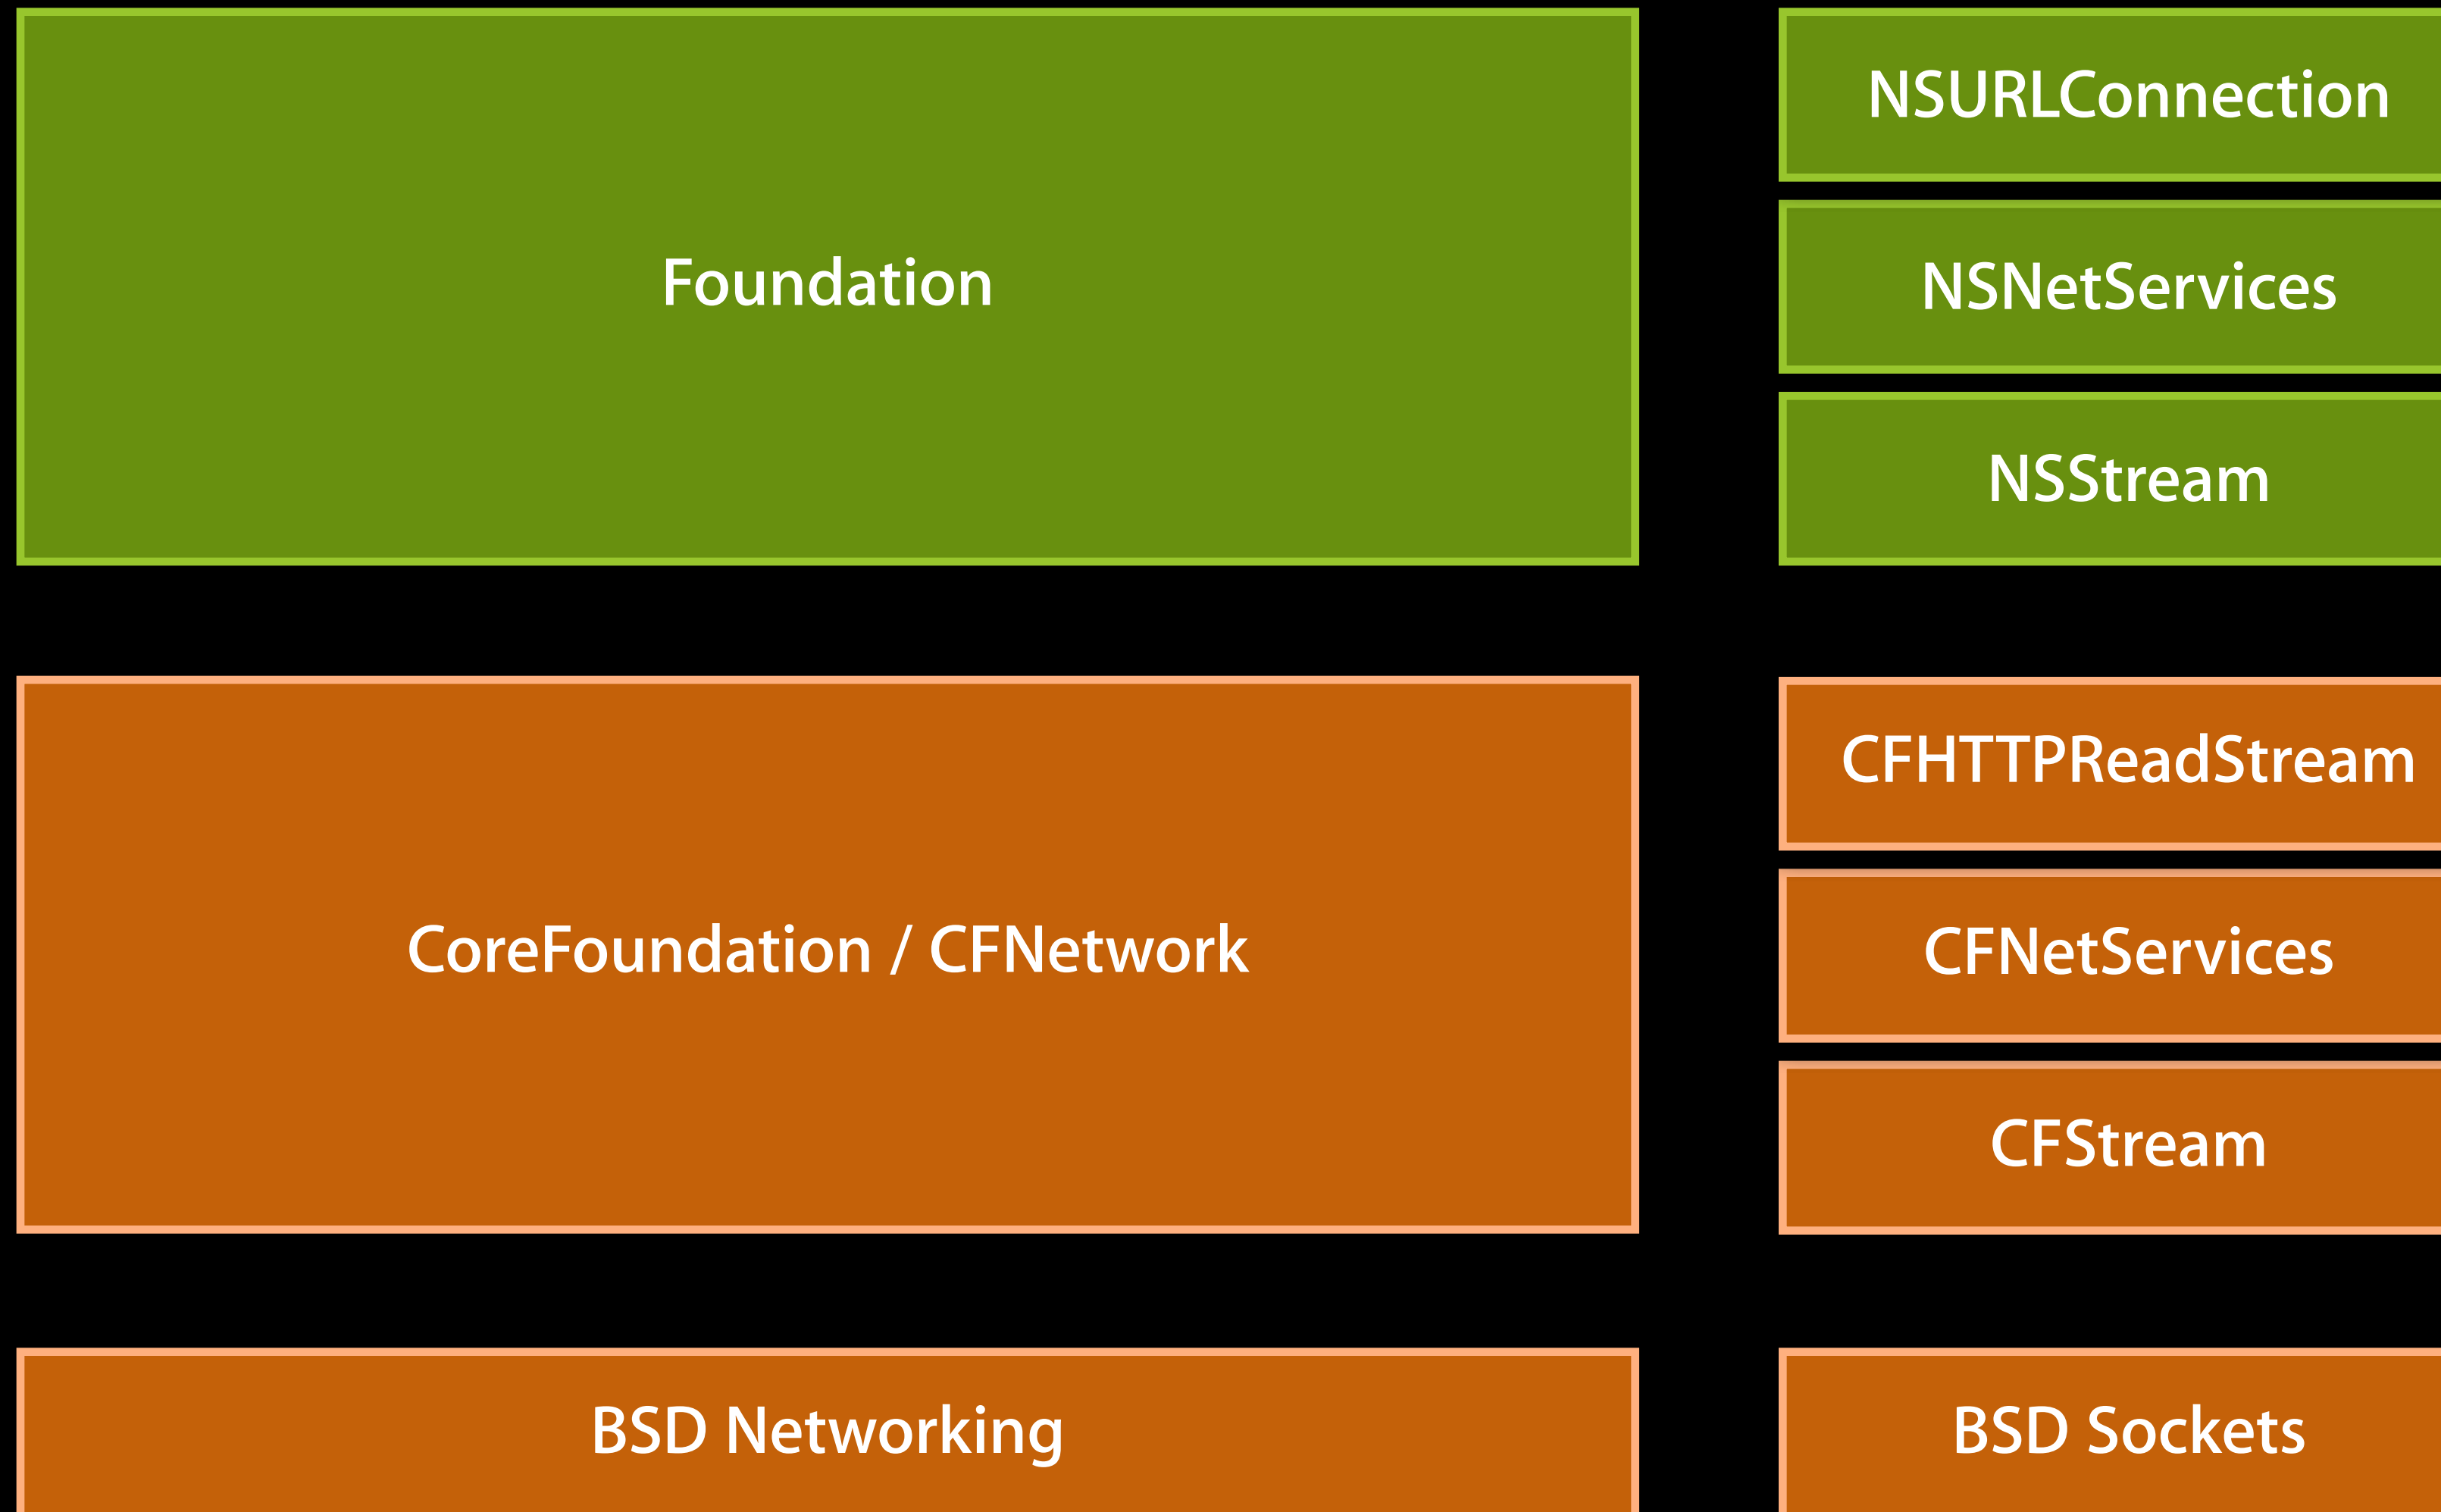 Foundation
NSURLConnection
NSNetServices
NSStream
CoreFoundation / CFNetwork
CFHTTPReadStream
CFNetServices
CFStream
BSD Networking
BSD Sockets